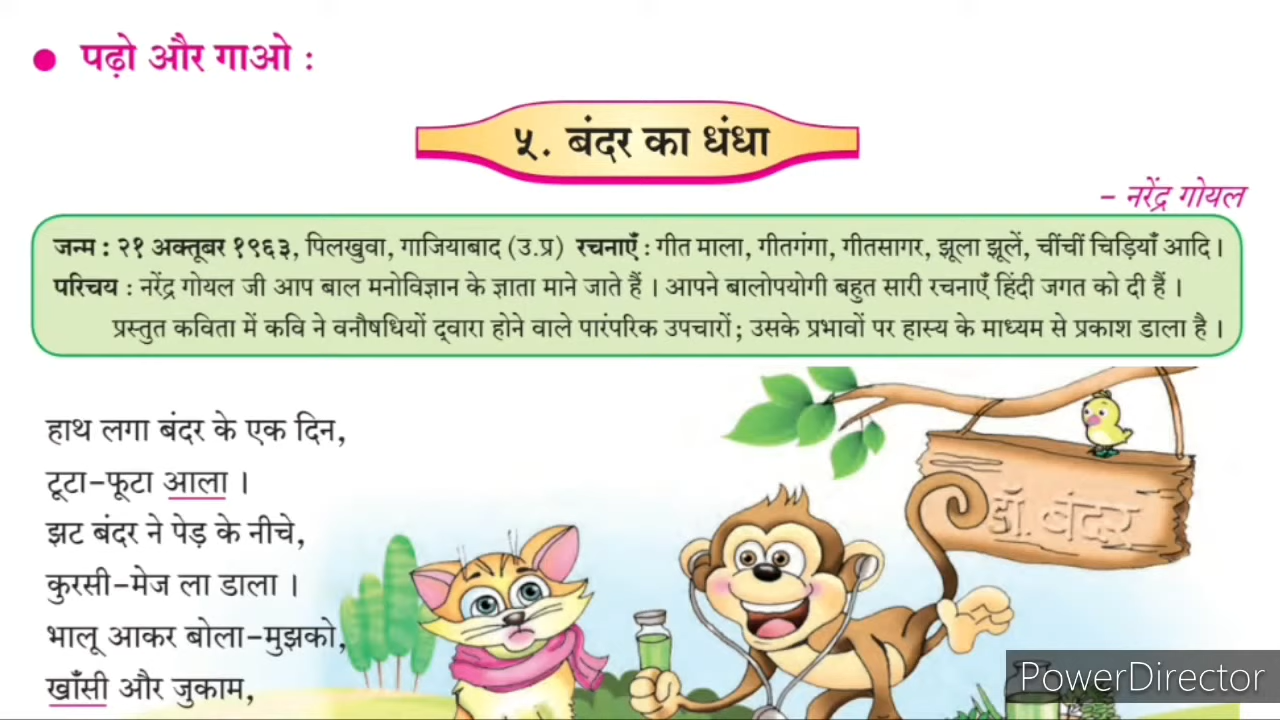 ● पढ़ो और गाओ :
५. बंदर का धंधा
– नरेंद्र गोयल
जन्म : २१ अक्तूबर १९६३, पिलखुवा, गाजियाबाद (उ.प्र) रचनाएँ : गीत माला, गीतगंगा, गीतसागर, झूला झूलें, चींचीं चिड़ियाँ आदि ।
परिचय : नरेंद्र गोयल जी आप बाल मनोविज्ञान के ज्ञाता माने जाते हैं । आपने बालोपयोगी बहुत सारी रचनाएँ हिंदी जगत को दी हैं ।
प्रस्तुत कविता में कवि ने वनौषधियों द्‌वारा होने वाले पारंपरिक उपचारों; उसके प्रभावों पर हास्य के माध्यम से प्रकाश डाला है ।
हाथ लगा बंदर के एक दिन,
टूटा-फूटा आला ।
झट बंदर ने पेड़ के नीचे,
कुरसी-मेज ला डाला ।
भालू आकर बोला-मुझको,
खाँसी और जुकाम,
डॉ. बंदर
PowerDirector